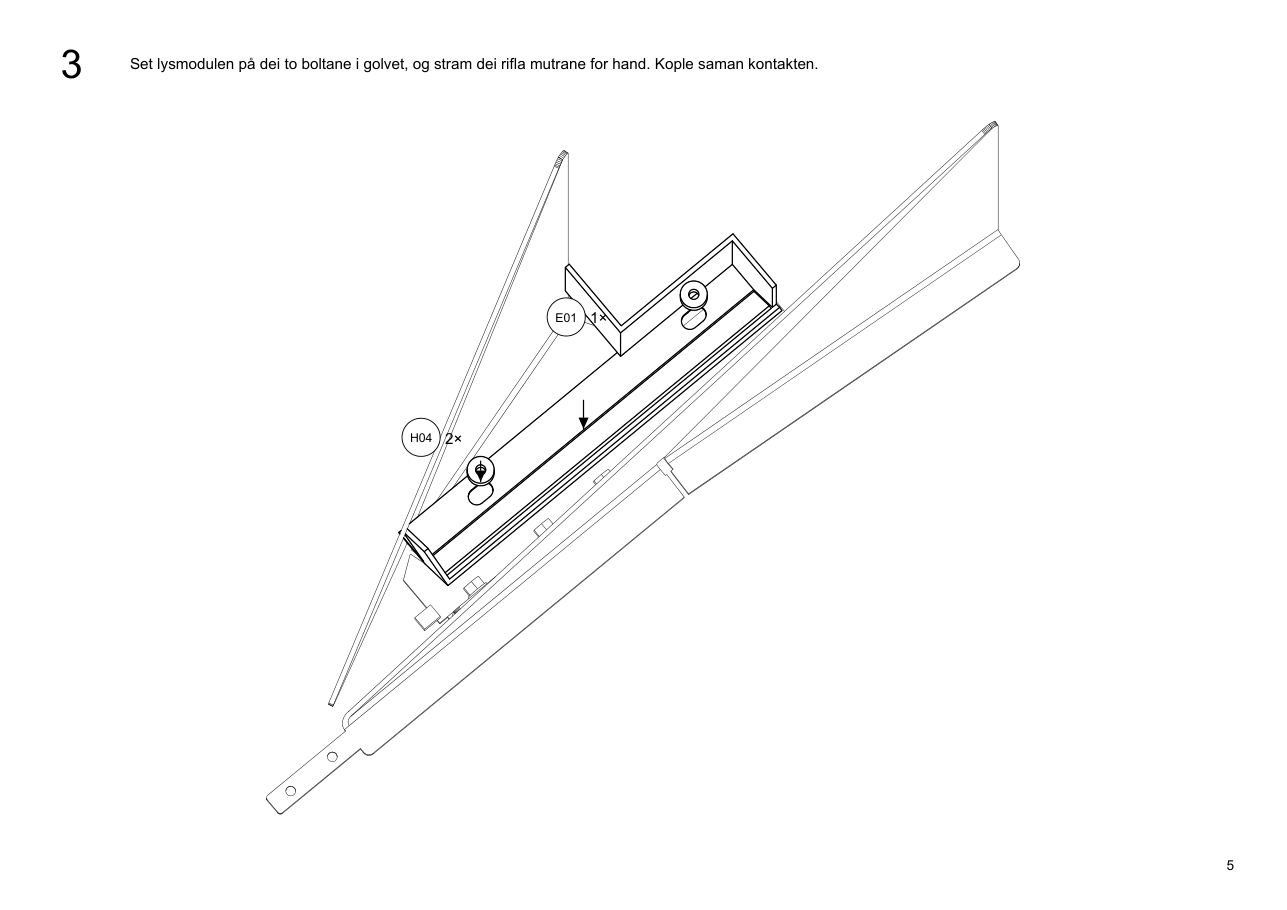 3
Set lysmodulen på dei to boltane i golvet, og stram dei rifla mutrane for hand. Kople saman kontakten.
E01 1×
H04 2×
5